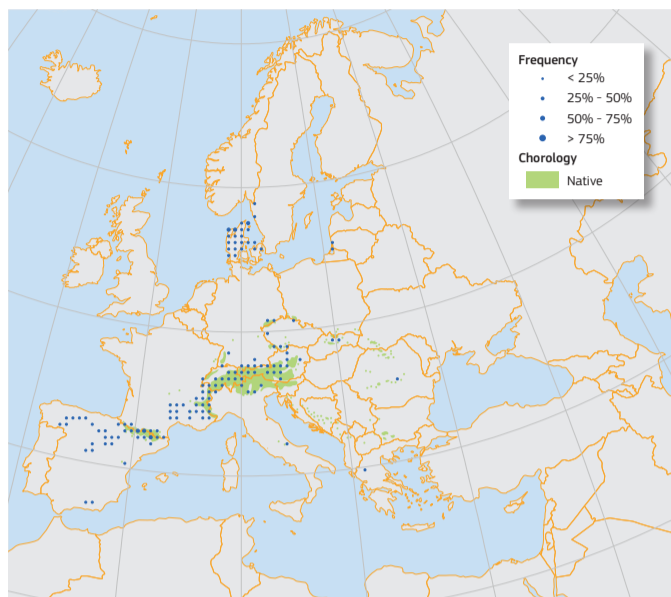 Frequency
< 25%
25% - 50%
50% - 75%
> 75%
Chorology
Native